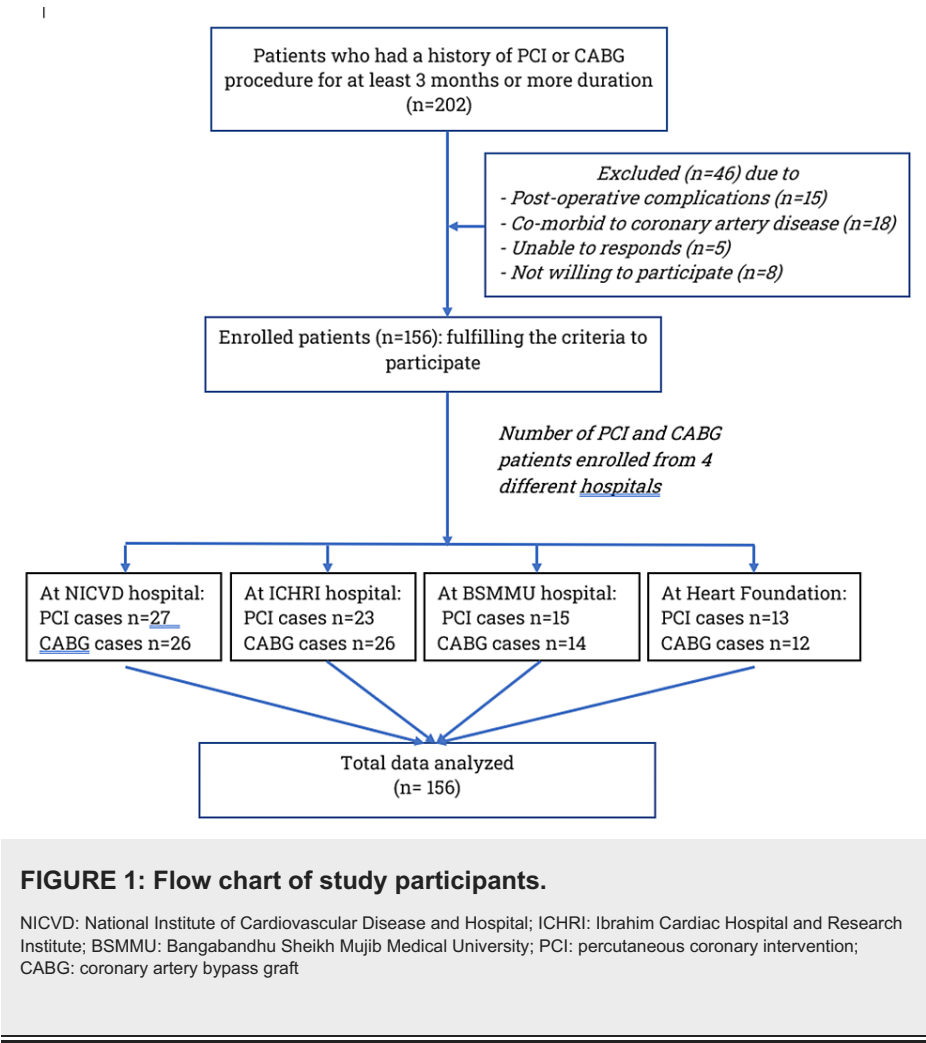 Patients who had a history of PCI or CABG
procedure for at least 3 months or more duration
(n=202)
Excluded (n=46) due to
- Post-operative complications (n=15)
- Co-morbid to coronary artery disease (n=18)
- Unable to responds (n=5)
- Not willing to participate (n=8)
Enrolled patients (n=156): fulfilling the criteria to
participate
Number of PCI and CABG
patients enrolled from 4
different hospitals
At NICVD hospital:
PCI cases n=27
CABG cases n=26
At ICHRI hospital:
PCI cases n=23
CABG cases n=26
At BSMMU hospital:
PCI cases n=15
CABG cases n=14
At Heart Foundation:
PCI cases n=13
CABG cases n=12
Total data analyzed
(n= 156)
FIGURE 1: Flow chart of study participants.
NICVD: National Institute of Cardiovascular Disease and Hospital; ICHRI: Ibrahim Cardiac Hospital and Research
Institute; BSMMU: Bangabandhu Sheikh Mujib Medical University; PCI: percutaneous coronary intervention;
CABG: coronary artery bypass graft